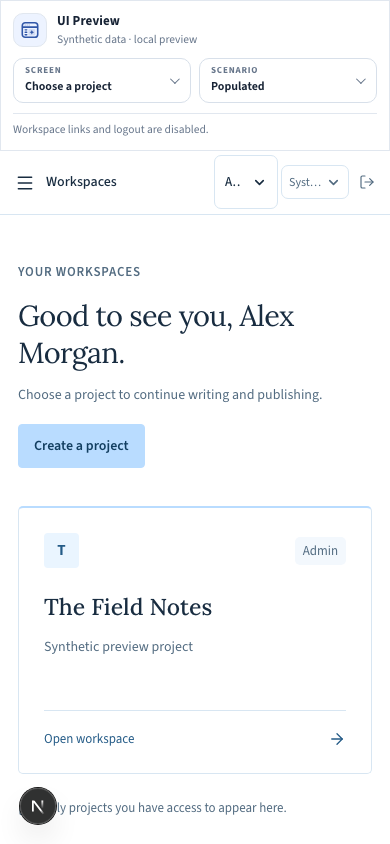 UI Preview
Synthetic data · local preview
SCREEN
Choose a project
SCENARIO
Populated
Workspace links and logout are disabled.
Workspaces
A..
Syst...
YOUR WORKSPACES
Good to see you, Alex
Morgan.
Choose a project to continue writing and publishing.
Create a project
T
Admin
The Field Notes
Synthetic preview project
Open workspace
N
projects you have access to appear here.